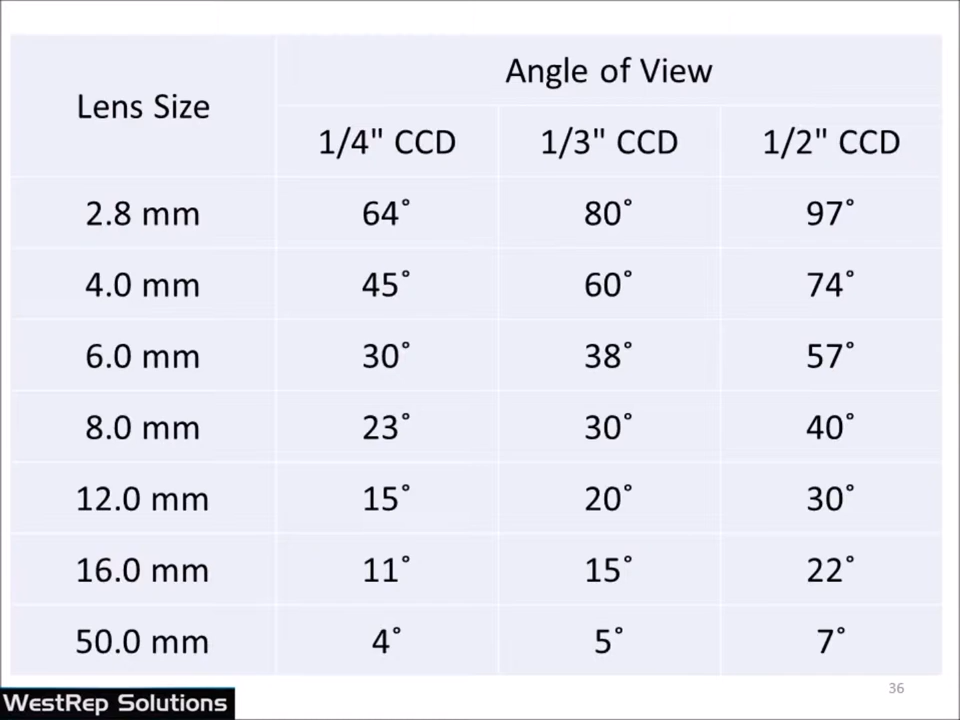 Lens Size
Angle of View
1/4" CCD 1/3" CCD 1/2" CCD
2.8 mm 64˚ 80˚ 97˚
4.0 mm 45˚ 60˚ 74˚
6.0 mm 30˚ 38˚ 57˚
8.0 mm 23˚ 30˚ 40˚
12.0 mm 15˚ 20˚ 30˚
16.0 mm 11˚ 15˚ 22˚
50.0 mm 4˚ 5˚ 7˚
36
WestRep Solutions